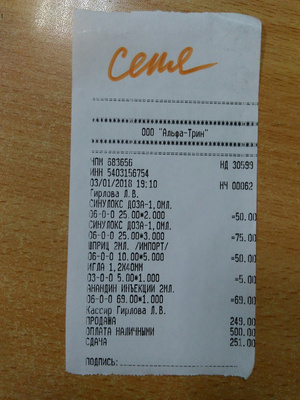 Сеня
ООО "Альфа-Трин"
ЧПМ 683656 НД 30599
ИНН 5403156754
03/01/2018 19:10 НЧ 00062
Гирлова Л.В.
СИНУЛОКС ДОЗА-1,0МЛ.
06-0-0 25.00*2.000 =50.00
СИНУЛОКС ДОЗА-1,0МЛ.
06-0-0 25.00*3.000 =75.00
ШПРИЦ 2МЛ. /ИМПОРТ/
06-0-0 10.00*5.000 =50.00
ИГЛА 1,2Х40ММ
03-0-0 5.00*1.000 =5.00
АНАНДИН ИНЪЕКЦИИ 2МЛ.
06-0-0 69.00*1.000 =69.00
Кассир Гирлова Л.В.
ПРОДАЖА 249.00
ОПЛАТА НАЛИЧНЫМИ 500.00
СДАЧА 251.00
ПОДПИСЬ: